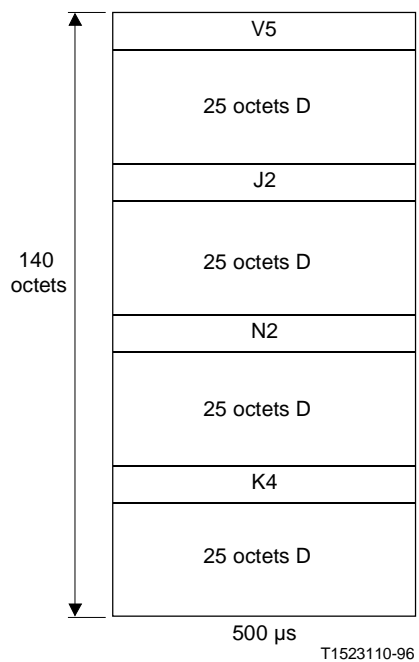 V5
25 octets D
J2
140
octets
25 octets D
N2
25 octets D
K4
25 octets D
500 µs
T1523110-96